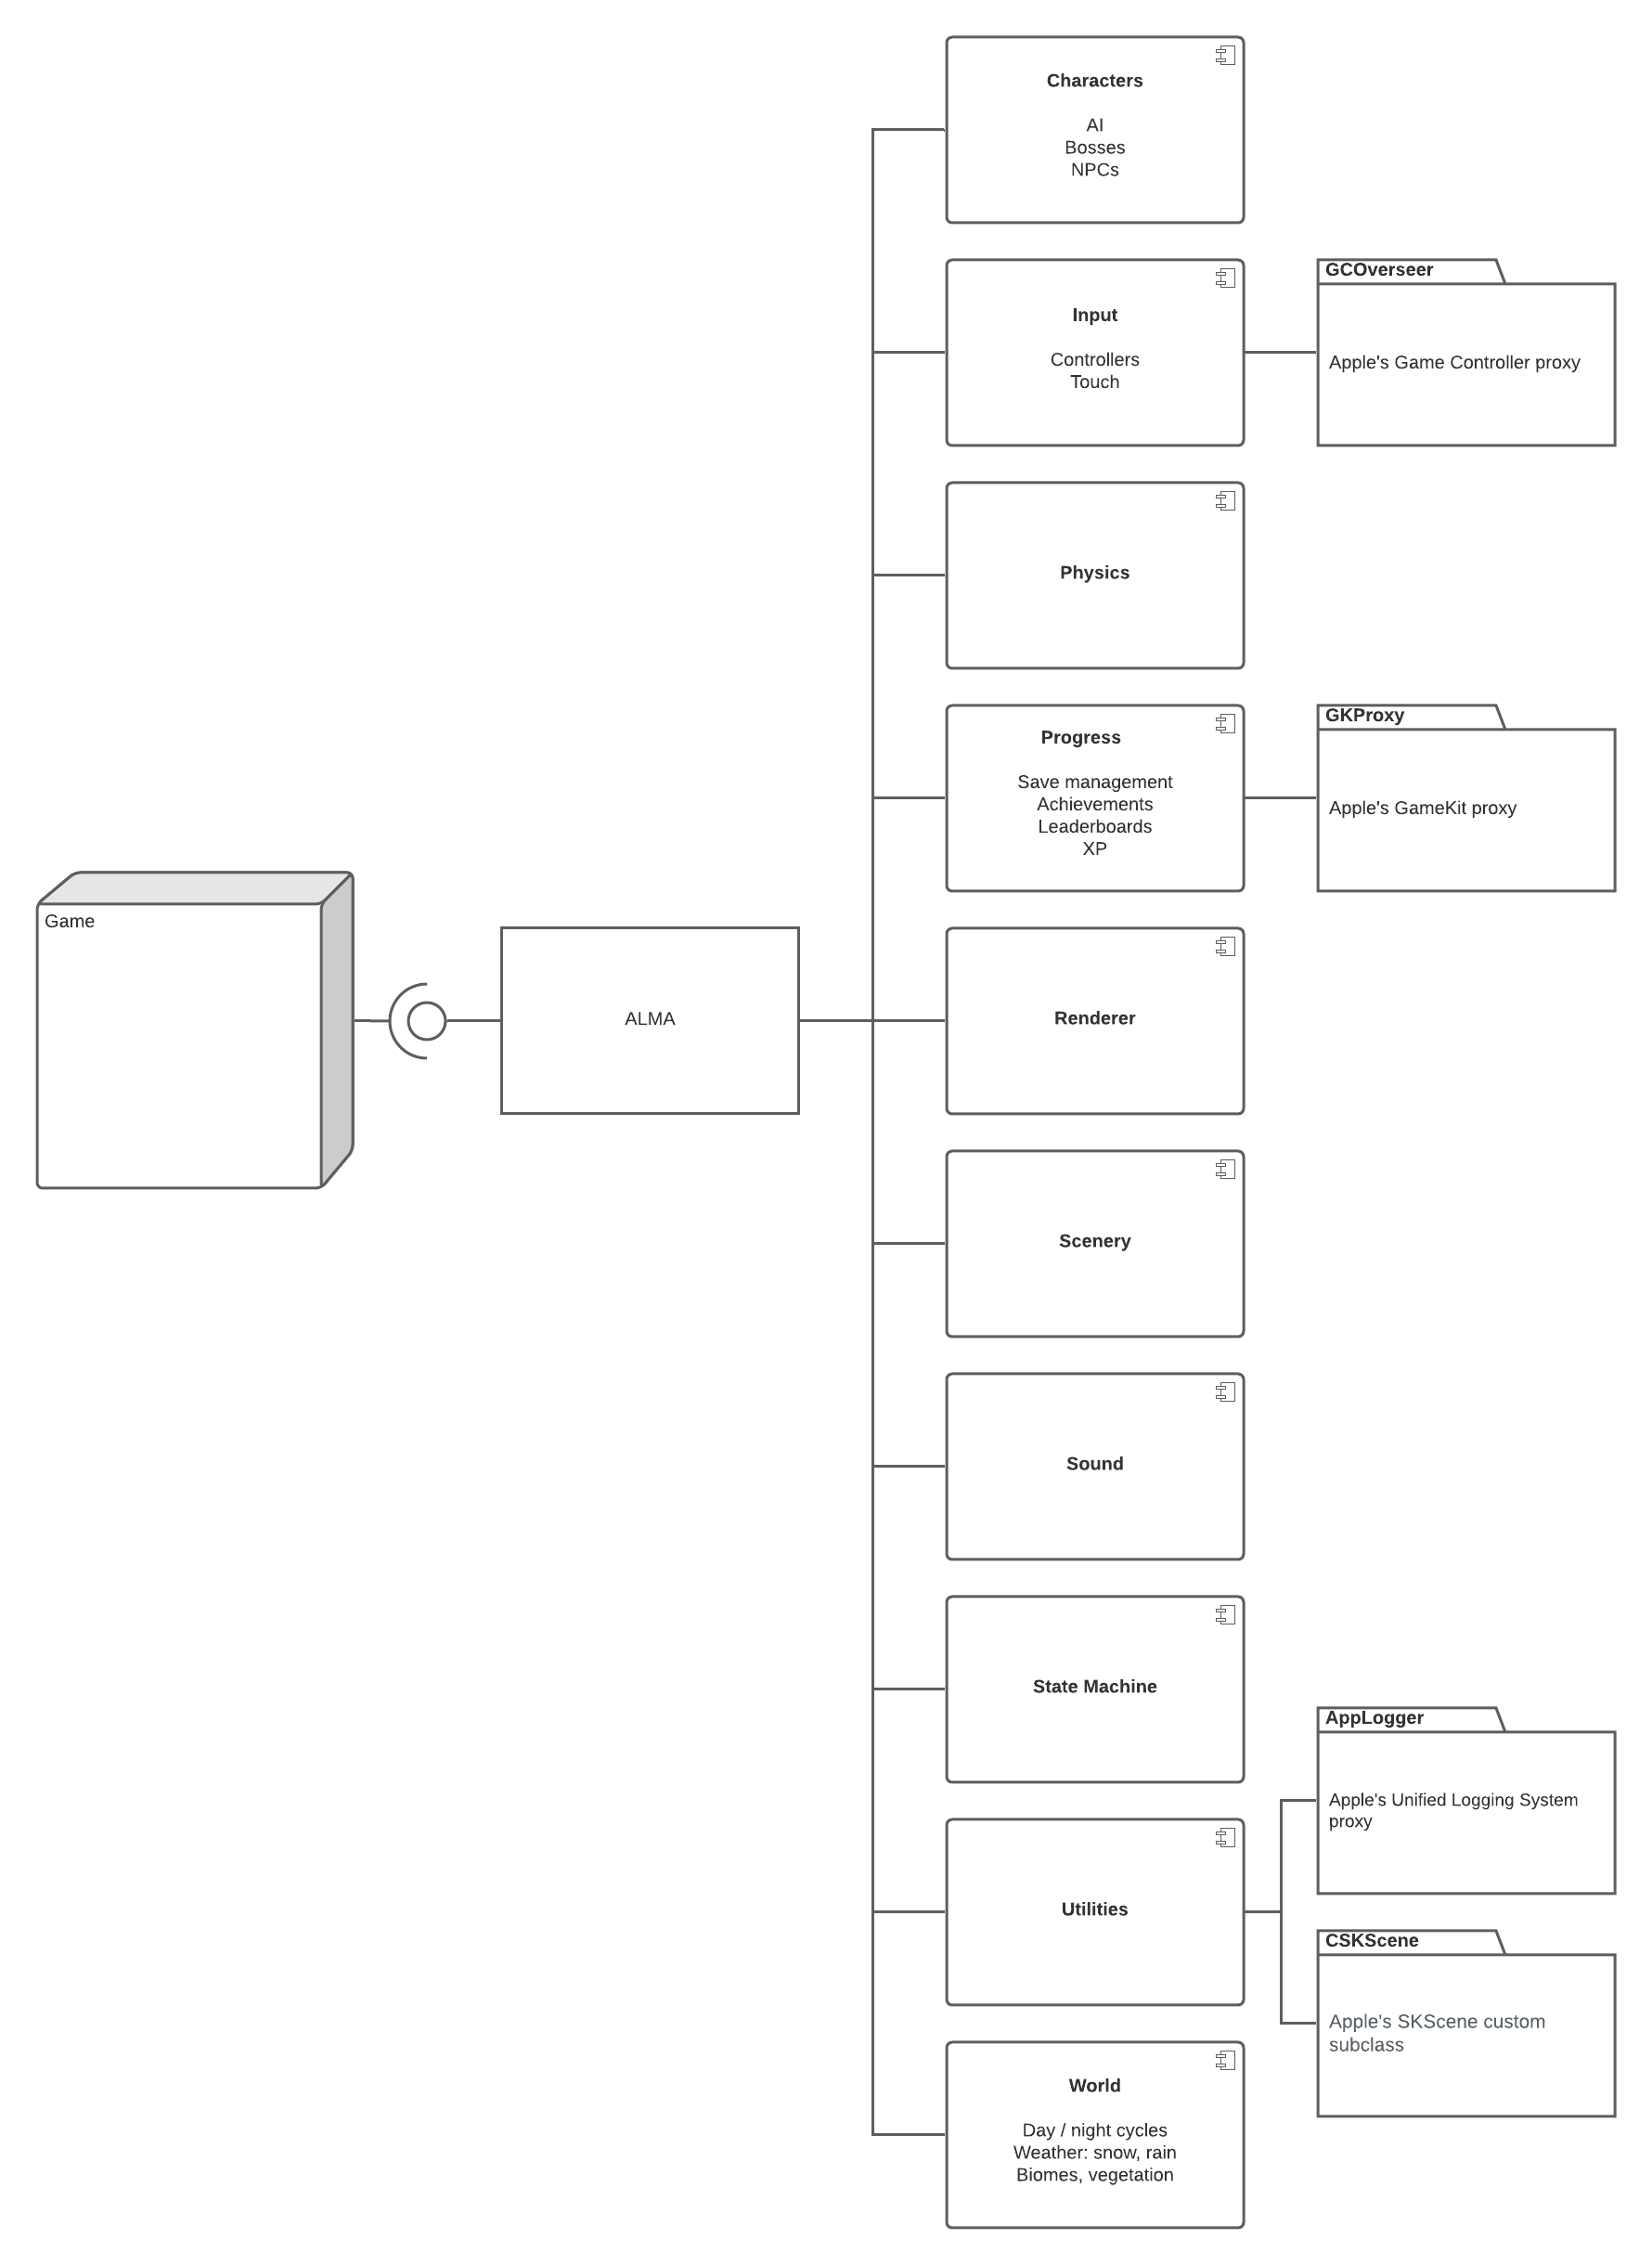 Characters
AI
Bosses
NPCs
GCOverseer
Input
Controllers
Touch
Apple's Game Controller proxy
Physics
GKProxy
Progress
Save management
Achievements
Leaderboards
XP
Apple's GameKit proxy
Game
ALMA
Renderer
Scenery
Sound
State Machine
AppLogger
Apple's Unified Logging System
proxy
Utilities
CSKScene
Apple's SKScene custom
subclass
World
Day / night cycles
Weather: snow, rain
Biomes, vegetation